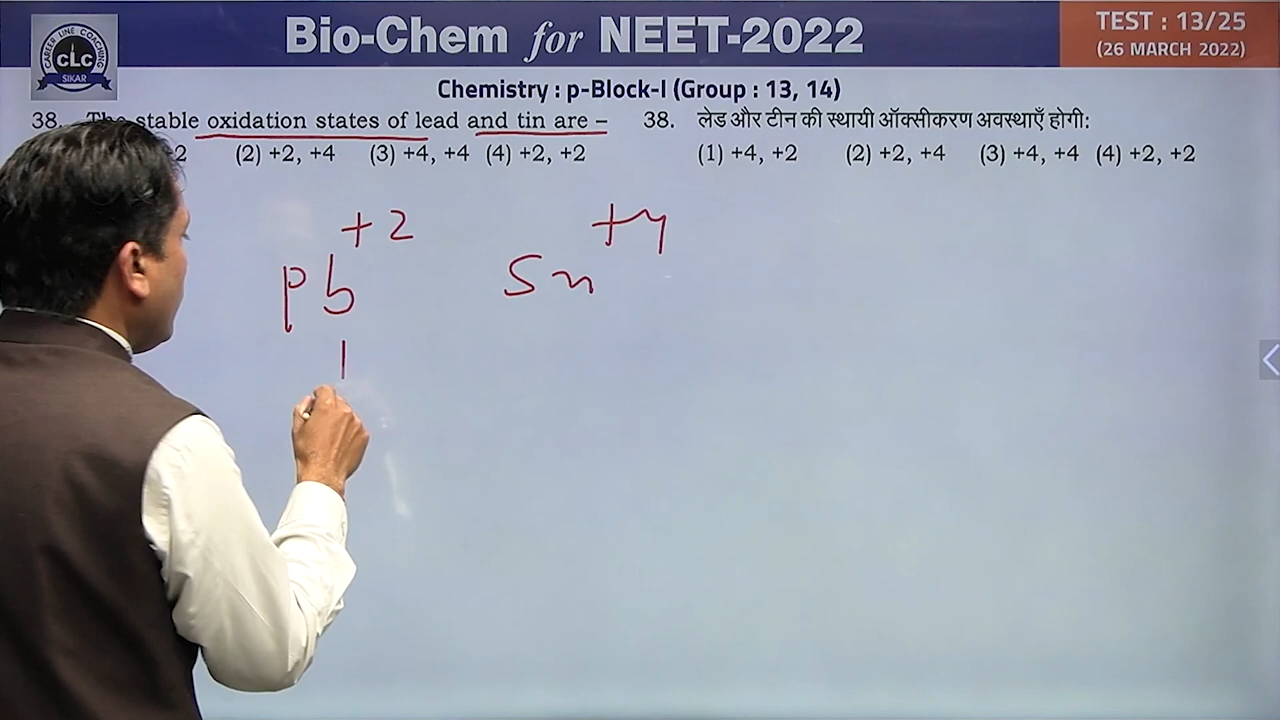 Bio-Chem for NEET-2022
TEST : 13/25
(26 MARCH 2022)
CAREER LINE COACHING
CLC
SIKAR
Chemistry : p-Block-I (Group : 13, 14)
38. The stable oxidation states of lead and tin are –
2 (2) +2, +4 (3) +4, +4 (4) +2, +2
38. लेड और टीन की स्थायी ऑक्सीकरण अवस्थाएँ होगी:
(1) +4, +2 (2) +2, +4 (3) +4, +4 (4) +2, +2
+2 +4
Pb Sn